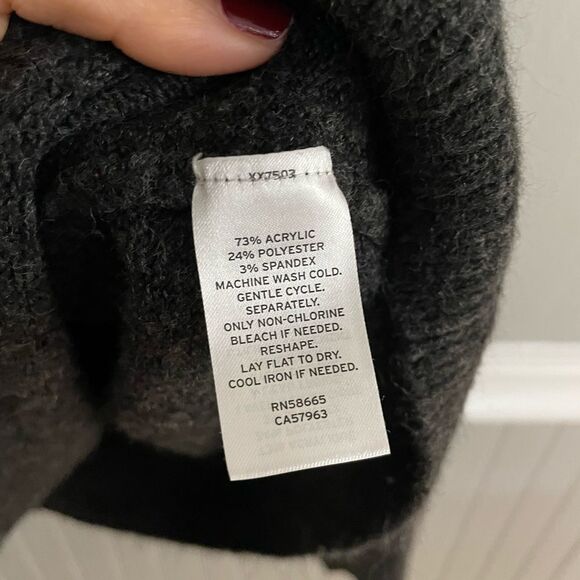 XX7503
73% ACRYLIC
24% POLYESTER
3% SPANDEX
MACHINE WASH COLD.
GENTLE CYCLE.
SEPARATELY.
ONLY NON-CHLORINE
BLEACH IF NEEDED.
RESHAPE.
LAY FLAT TO DRY.
COOL IRON IF NEEDED.
RN58665
CA57963